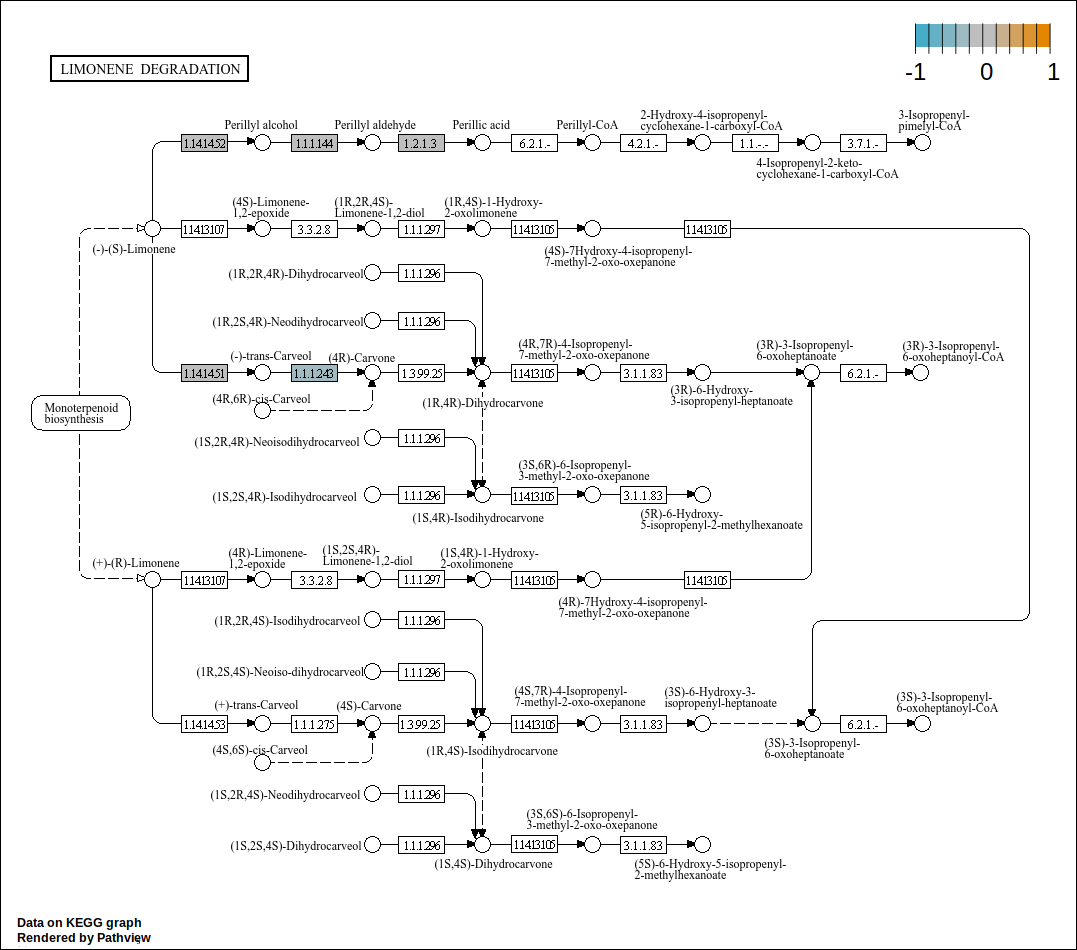 -1 0 1
LIMONENE DEGRADATION
2-Hydroxy-4-isopropenyl-
cyclohexane-1-carboxyl-CoA
3-Isopropenyl-
pimelyl-CoA
Perillyl alcohol
Perillyl aldehyde
Perillic acid
Perillyl-CoA
1.14.14.52
1.1.1.144
1.2.1.3
6.2.1.-
4.2.1.-
1.1.-.-
3.7.1.-
4-Isopropenyl-2-keto-
cyclohexane-1-carboxyl-CoA
(4S)-Limonene-
1,2-epoxide
(1R,2R,4S)-
Limonene-1,2-diol
(1R,4S)-1-Hydroxy-
2-oxolimonene
1.14.13.107
3.3.2.8
1.1.1.297
1.14.13.105
1.14.13.105
(-)-(S)-Limonene
(4S)-7Hydroxy-4-isopropenyl-
7-methyl-2-oxo-oxepanone
(1R,2R,4R)-Dihydrocarveol
1.1.1.296
(1R,2S,4R)-Neodihydrocarveol
1.1.1.296
(-)-trans-Carveol
(4R)-Carvone
(4R,7R)-4-Isopropenyl-
7-methyl-2-oxo-oxepanone
(3R)-3-Isopropenyl-
6-oxoheptanoate
(3R)-3-Isopropenyl-
6-oxoheptanoyl-CoA
1.14.14.51
1.1.1.243
1.3.99.25
1.14.13.105
3.1.1.83
6.2.1.-
(4R,6R)-cis-Carveol
(1R,4R)-Dihydrocarvone
(3R)-6-Hydroxy-
3-isopropenyl-heptanoate
Monoterpenoid
biosynthesis
(1S,2R,4R)-Neoisodihydrocarveol
1.1.1.296
(3S,6R)-6-Isopropenyl-
3-methyl-2-oxo-oxepanone
(1S,2S,4R)-Isodihydrocarveol
1.1.1.296
1.14.13.105
3.1.1.83
(1S,4R)-Isodihydrocarvone
(5R)-6-Hydroxy-
5-isopropenyl-2-methylhexanoate
(+)-(R)-Limonene
(4R)-Limonene-
1,2-epoxide
(1S,2S,4R)-
Limonene-1,2-diol
(1S,4R)-1-Hydroxy-
2-oxolimonene
1.14.13.107
3.3.2.8
1.1.1.297
1.14.13.105
1.14.13.105
(4R)-7Hydroxy-4-isopropenyl-
7-methyl-2-oxo-oxepanone
(1R,2R,4S)-Isodihydrocarveol
1.1.1.296
(1R,2S,4S)-Neoiso-dihydrocarveol
1.1.1.296
(+)-trans-Carveol
(4S)-Carvone
(4S,7R)-4-Isopropenyl-
7-methyl-2-oxo-oxepanone
(3S)-6-Hydroxy-3-
isopropenyl-heptanoate
(3S)-3-Isopropenyl-
6-oxoheptanoyl-CoA
1.14.14.53
1.1.1.275
1.3.99.25
1.14.13.105
3.1.1.83
6.2.1.-
(4S,6S)-cis-Carveol
(1R,4S)-Isodihydrocarvone
(3S)-3-Isopropenyl-
6-oxoheptanoate
(1S,2R,4S)-Neodihydrocarveol
1.1.1.296
(3S,6S)-6-Isopropenyl-
3-methyl-2-oxo-oxepanone
(1S,2S,4S)-Dihydrocarveol
1.1.1.296
1.14.13.105
3.1.1.83
(1S,4S)-Dihydrocarvone
(5S)-6-Hydroxy-5-isopropenyl-
2-methylhexanoate
Data on KEGG graph
Rendered by Pathview